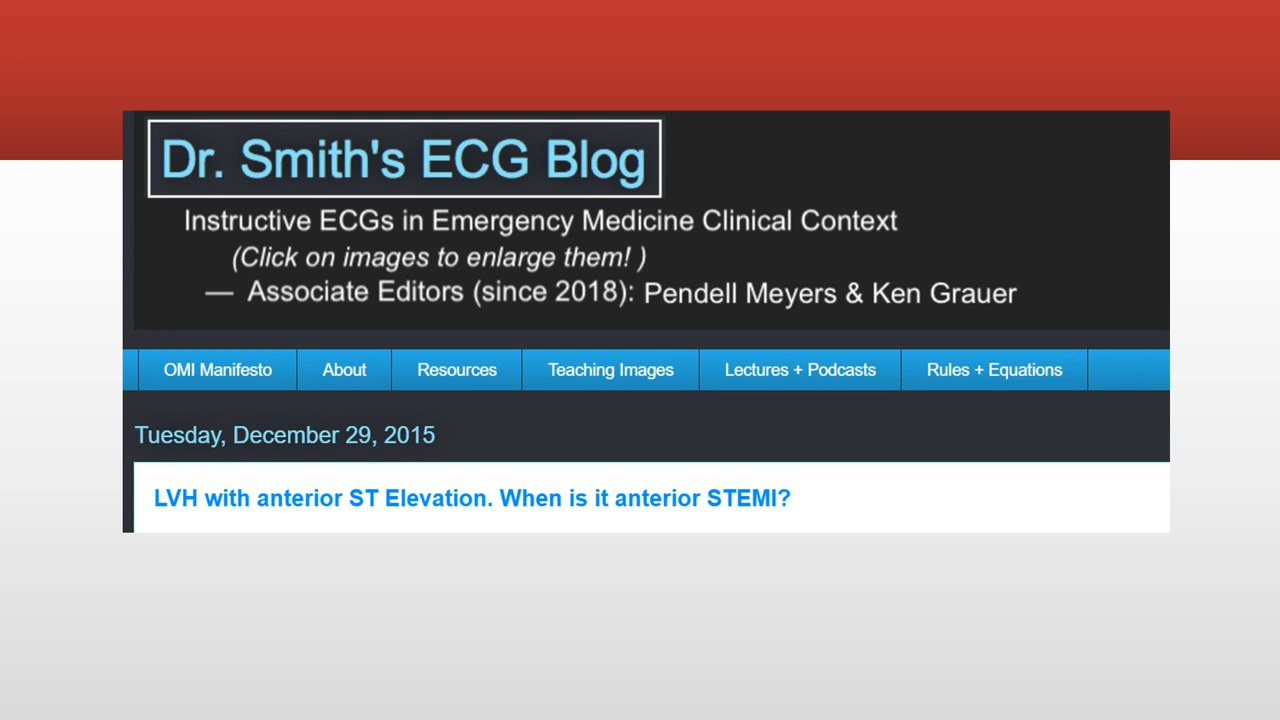 Dr. Smith's ECG Blog
Instructive ECGs in Emergency Medicine Clinical Context
(Click on images to enlarge them! )
— Associate Editors (since 2018): Pendell Meyers & Ken Grauer
OMI Manifesto About Resources Teaching Images Lectures + Podcasts Rules + Equations
Tuesday, December 29, 2015
LVH with anterior ST Elevation. When is it anterior STEMI?